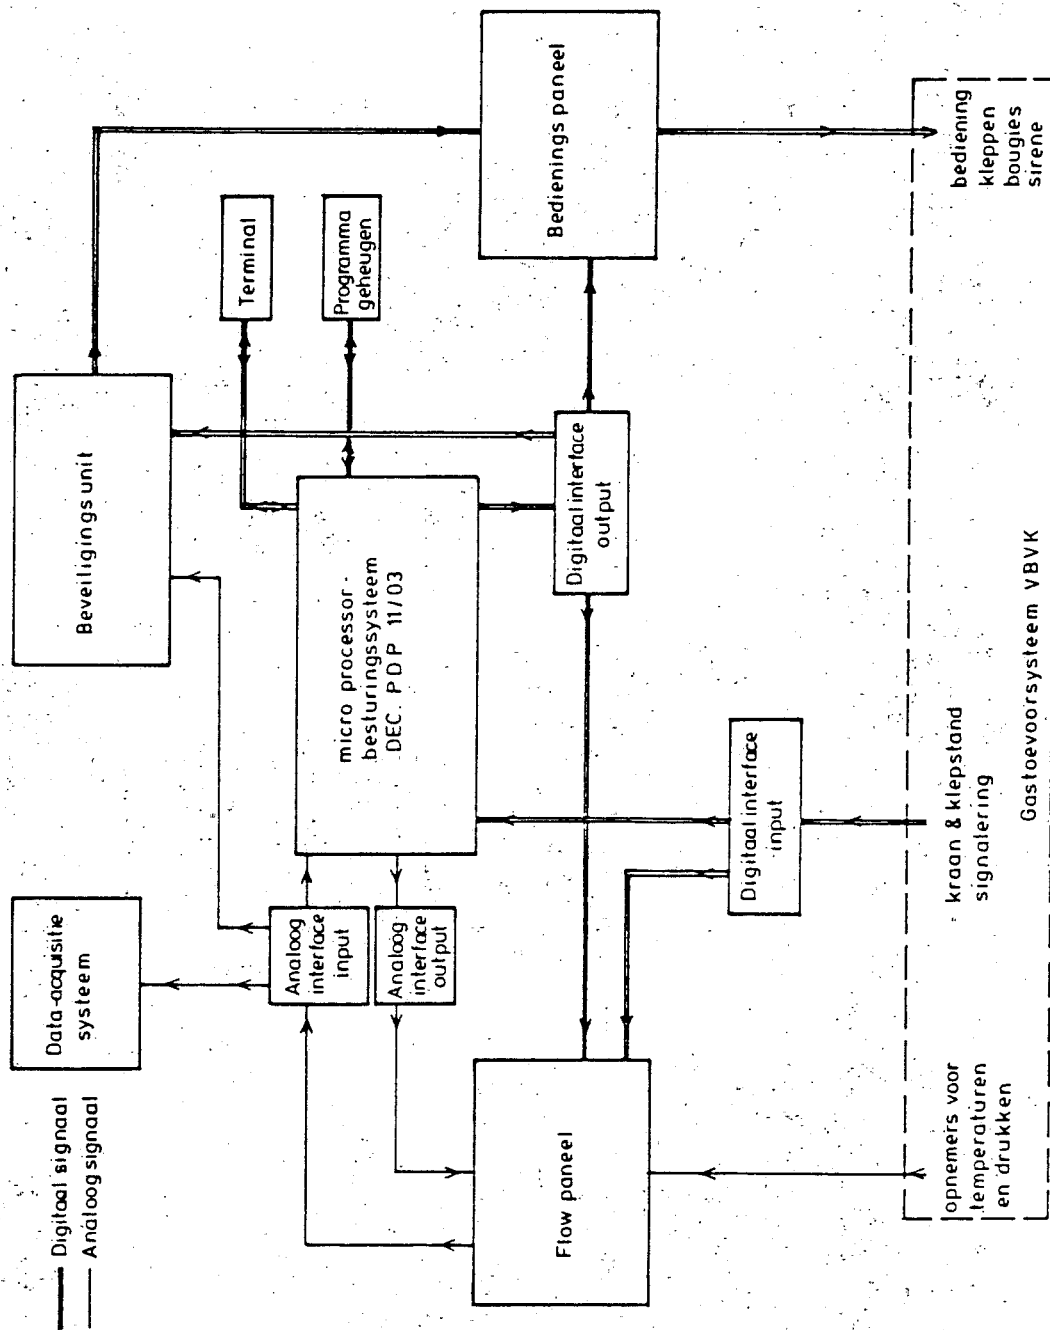 Digitaal signaal
Analoog signaal
Data-acquisitie
systeem
Beveiligings unit
Terminal
Programma
geheugen
Analoog
interface
input
Analoog
interface
output
micro processor-
besturingssysteem
DEC. PDP 11/03
Flow paneel
Digitaal interface
output
Bedienings paneel
Digitaal interface
input
opnemers voor
temperaturen
en drukken
kraan & klepstand
signalering
bediening
kleppen
bougies
sirene
Gastoevoorsysteem VBVK